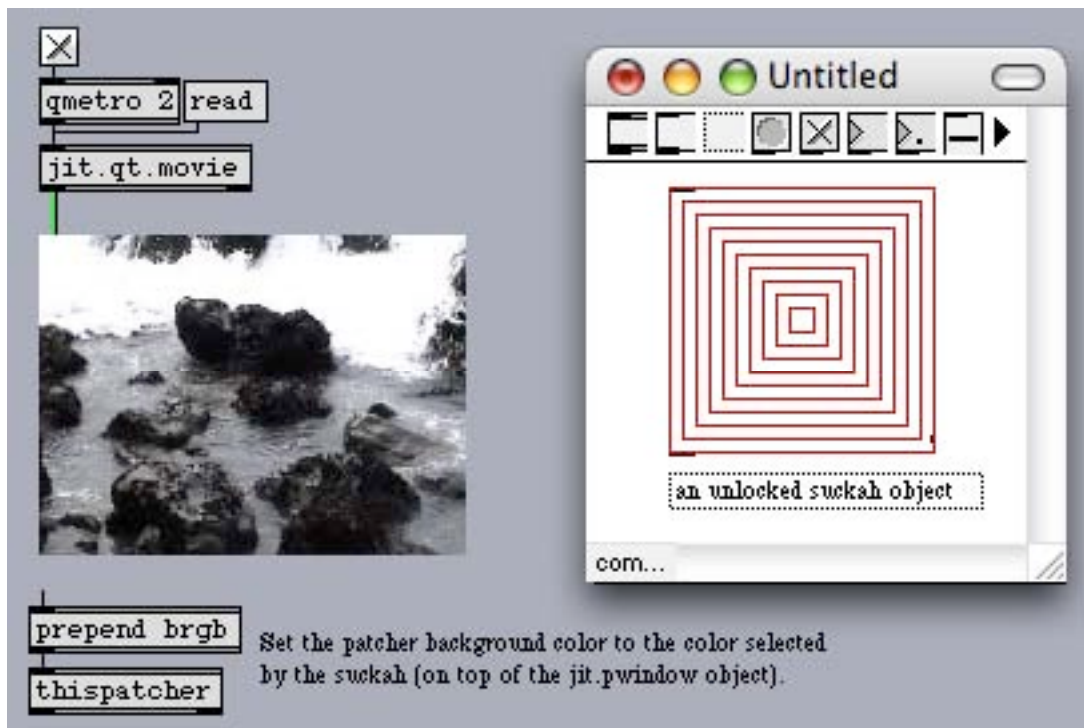 qmetro 2
read
jit.qt.movie
Untitled
an unlocked suckah object
com...
prepend brgb
Set the patcher background color to the color selected
by the suckah (on top of the jit.pwindow object).
thispatcher